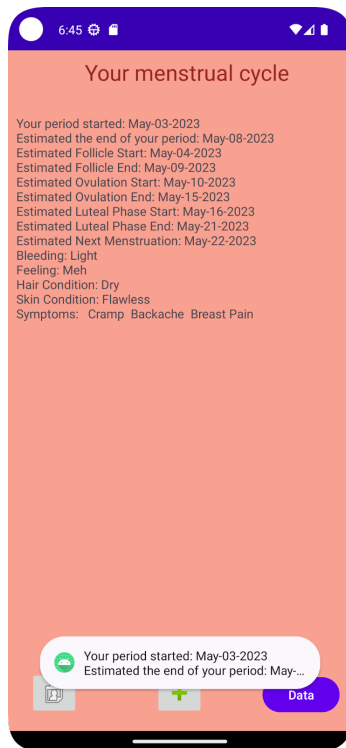 6:45
Your menstrual cycle
Your period started: May-03-2023
Estimated the end of your period: May-08-2023
Estimated Follicle Start: May-04-2023
Estimated Follicle End: May-09-2023
Estimated Ovulation Start: May-10-2023
Estimated Ovulation End: May-15-2023
Estimated Luteal Phase Start: May-16-2023
Estimated Luteal Phase End: May-21-2023
Estimated Next Menstruation: May-22-2023
Bleeding: Light
Feeling: Meh
Hair Condition: Dry
Skin Condition: Flawless
Symptoms: Cramp Backache Breast Pain
Your period started: May-03-2023
Estimated the end of your period: May-...
Data